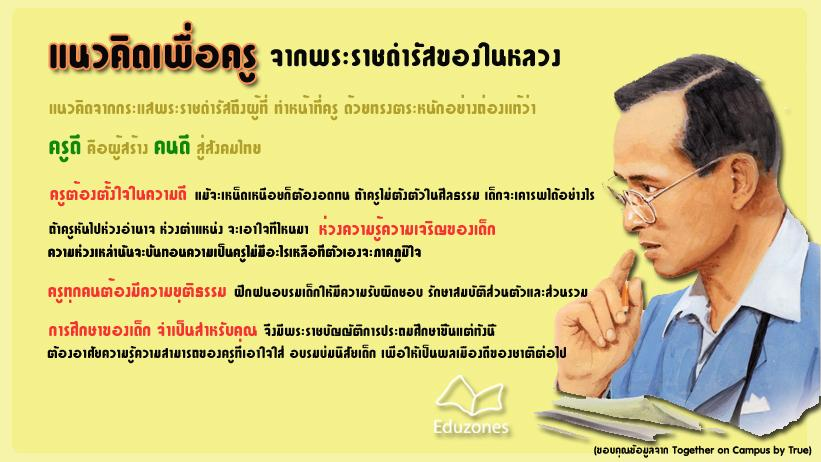 แนวคิดเพื่อครู จากพระราชดำรัสของในหลวง
แนวคิดจากกระแสพระราชดำรัสถึงผู้ที่ ทำหน้าที่ครู ด้วยทรงตระหนักอย่างถ่องแท้ว่า
ครูดี คือผู้สร้าง คนดี สู่สังคมไทย
ครูต้องตั้งใจในความดี แม้จะเหน็ดเหนื่อยก็ต้องอดทน ถ้าครูไม่ตั้งตัวในศีลธรรม เด็กจะเคารพได้อย่างไร
ถ้าครูหันไปห่วงอำนาจ ห่วงตำแหน่ง จะเอาใจที่ไหนมา ห่วงความรู้ความเจริญของเด็ก
ความห่วงเหล่านั้นจะบั่นทอนความเป็นครูไม่มีอะไรเหลือที่ตัวเองจะภาคภูมิใจ
ครูทุกคนต้องมีความยุติธรรม ฝึกฝนอบรมเด็กให้มีความรับผิดชอบ รักษาสมบัติส่วนตัวและส่วนรวม
การศึกษาของเด็ก จำเป็นสำหรับคุณ จึงมีพระราชบัญญัติการประถมศึกษาขึ้นแต่ทั้งนี้
ต้องอาศัยความรู้ความสามารถของครูที่เอาใจใส่ อบรมบ่มนิสัยเด็ก เพื่อให้เป็นพลเมืองดีของชาติต่อไป
Eduzones
(ขอบคุณข้อมูลจาก Together on Campus by True)